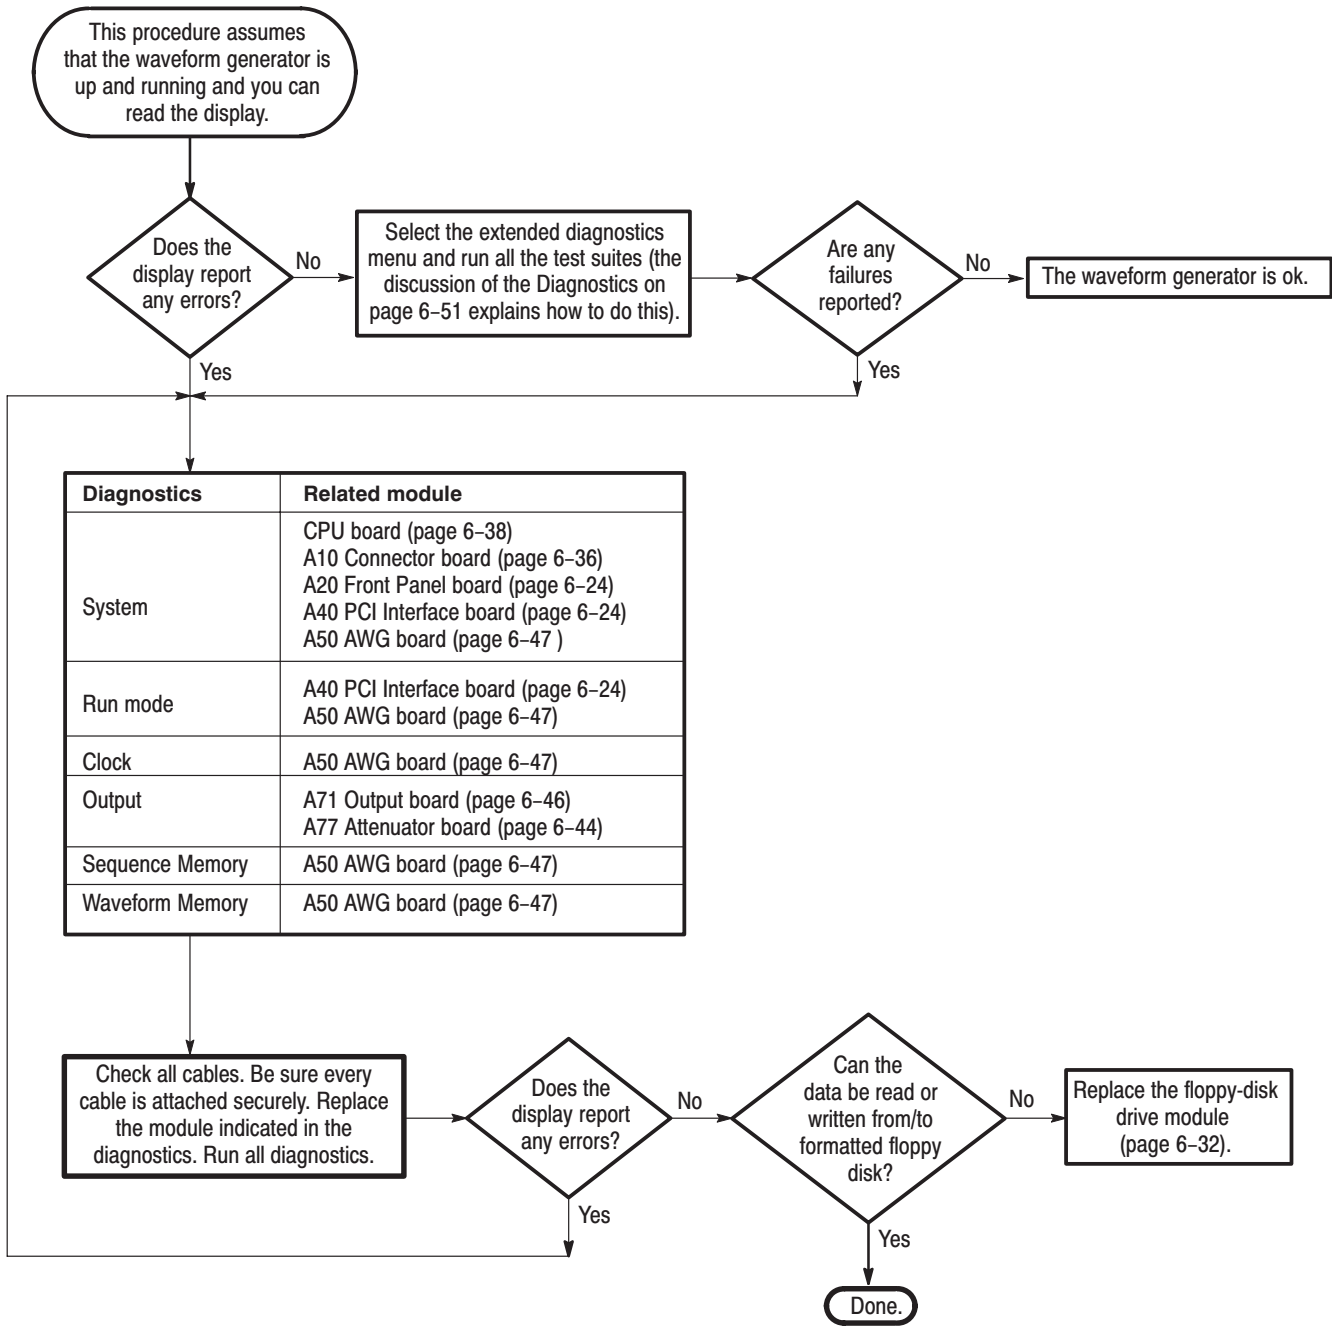 This procedure assumes
that the waveform generator is
up and running and you can
read the display.
Does the
display report
any errors?
No
Select the extended diagnostics
menu and run all the test suites (the
discussion of the Diagnostics on
page 6–51 explains how to do this).
Are any
failures
reported?
No
The waveform generator is ok.
Yes
Yes
Diagnostics
Related module
System
CPU board (page 6–38)
A10 Connector board (page 6–36)
A20 Front Panel board (page 6–24)
A40 PCI Interface board (page 6–24)
A50 AWG board (page 6–47 )
Run mode
A40 PCI Interface board (page 6–24)
A50 AWG board (page 6–47)
Clock
A50 AWG board (page 6–47)
Output
A71 Output board (page 6–46)
A77 Attenuator board (page 6–44)
Sequence Memory
A50 AWG board (page 6–47)
Waveform Memory
A50 AWG board (page 6–47)
Check all cables. Be sure every
cable is attached securely. Replace
the module indicated in the
diagnostics. Run all diagnostics.
Does the
display report
any errors?
No
Can the
data be read or
written from/to
formatted floppy
disk?
No
Replace the floppy-disk
drive module
(page 6–32).
Yes
Yes
Done.